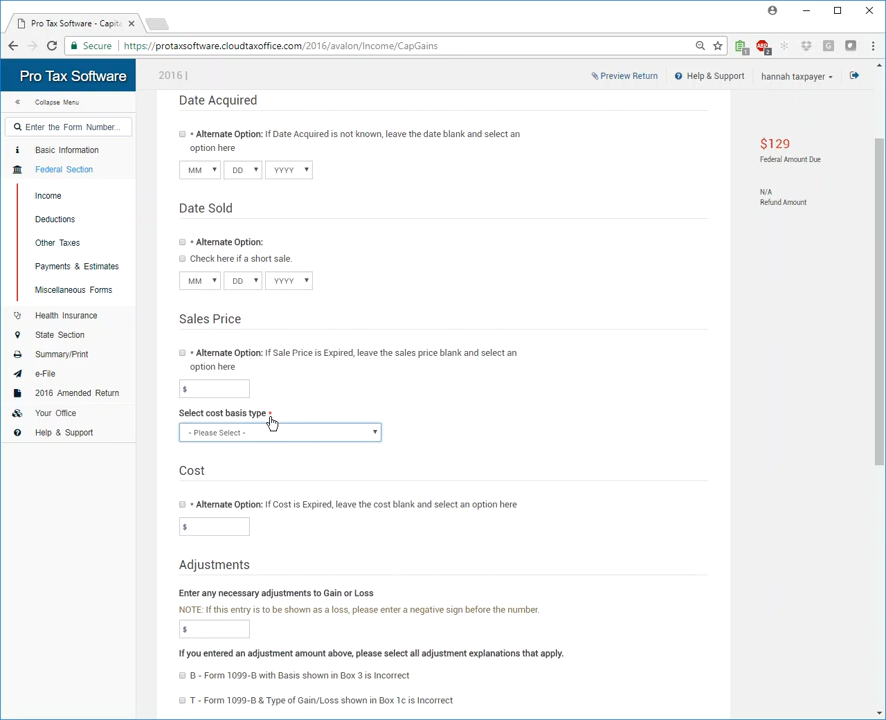 Pro Tax Software - Capit
Secure https://protaxsoftware.cloudtaxoffice.com/2016/avalon/Income/CapGains
Pro Tax Software
2016 |
Preview Return
Help & Support
hannah taxpayer
Collapse Menu
Enter the Form Number...
Basic Information
Federal Section
Income
Deductions
Other Taxes
Payments & Estimates
Miscellaneous Forms
Health Insurance
State Section
Summary/Print
e-File
2016 Amended Return
Your Office
Help & Support
Date Acquired
* Alternate Option: If Date Acquired is not known, leave the date blank and select an
option here
MM DD YYYY
Date Sold
* Alternate Option:
Check here if a short sale.
MM DD YYYY
Sales Price
* Alternate Option: If Sale Price is Expired, leave the sales price blank and select an
option here
$
Select cost basis type *
- Please Select -
Cost
* Alternate Option: If Cost is Expired, leave the cost blank and select an option here
$
Adjustments
Enter any necessary adjustments to Gain or Loss
NOTE: If this entry is to be shown as a loss, please enter a negative sign before the number.
$
If you entered an adjustment amount above, please select all adjustment explanations that apply.
B - Form 1099-B with Basis shown in Box 3 is Incorrect
T - Form 1099-B & Type of Gain/Loss shown in Box 1c is Incorrect
$129
Federal Amount Due
N/A
Refund Amount